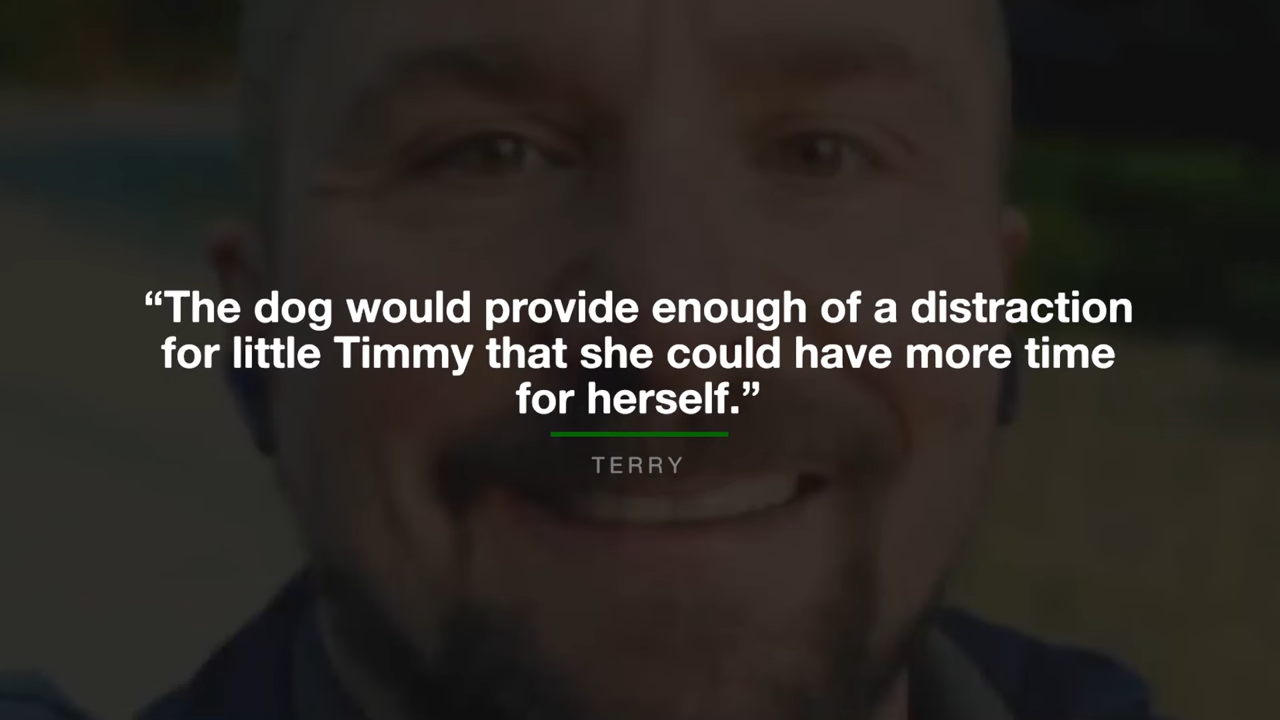 “The dog would provide enough of a distraction
for little Timmy that she could have more time
for herself.”
TERRY